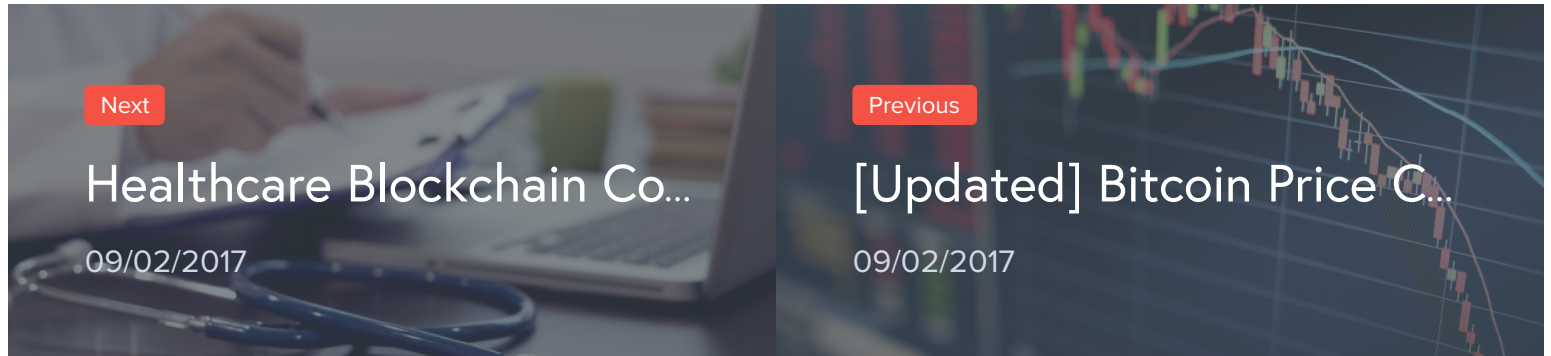 Next
Healthcare Blockchain Co...
09/02/2017
Previous
[Updated] Bitcoin Price C...
09/02/2017